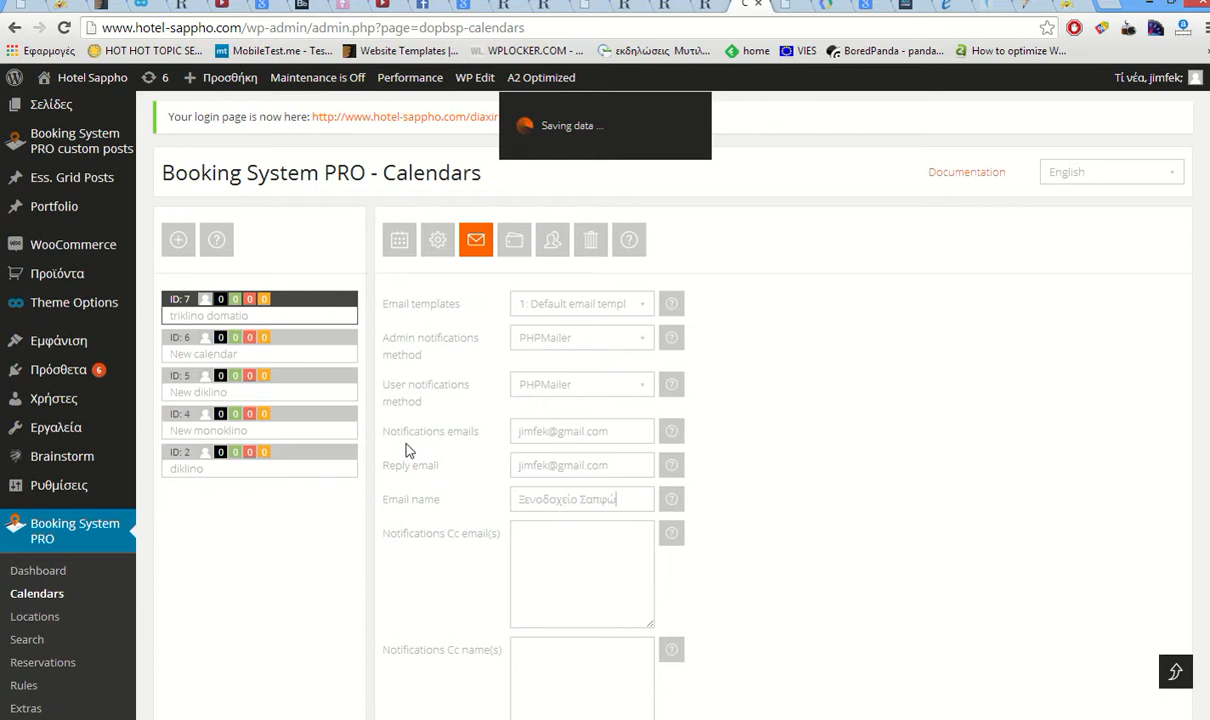 www.hotel-sappho.com/wp-admin/admin.php?page=dopbsp-calendars
Εφαρμογές
HOT HOT TOPIC SE...
MobileTest.me - Tes...
Website Templates |...
WPLOCKER.COM - ...
εκδηλώσεις Μυτιλ...
home
VIES
BoredPanda - panda...
How to optimize W...
Hotel Sappho
6
Προσθήκη
Maintenance is Off
Performance
WP Edit
A2 Optimized
Τί νέα, jimfek;
Σελίδες
Booking System
PRO custom posts
Ess. Grid Posts
Portfolio
WooCommerce
Προϊόντα
Theme Options
Εμφάνιση
Πρόσθετα 6
Χρήστες
Εργαλεία
Brainstorm
Ρυθμίσεις
Booking System
PRO
Dashboard
Calendars
Locations
Search
Reservations
Rules
Extras
Your login page is now here: http://www.hotel-sappho.com/diaxir
Saving data ...
Booking System PRO - Calendars
Documentation
English
ID: 7 0 0 0 0
triklino domatio
ID: 6 0 0 0 0
New calendar
ID: 5 0 0 0 0
New diklino
ID: 4 0 0 0 0
New monoklino
ID: 2 0 0 0 0
diklino
Email templates
1: Default email templ
Admin notifications
method
PHPMailer
User notifications
method
PHPMailer
Notifications emails
jimfek@gmail.com
Reply email
jimfek@gmail.com
Email name
Ξενοδοχείο Σαπφώ
Notifications Cc email(s)
Notifications Cc name(s)